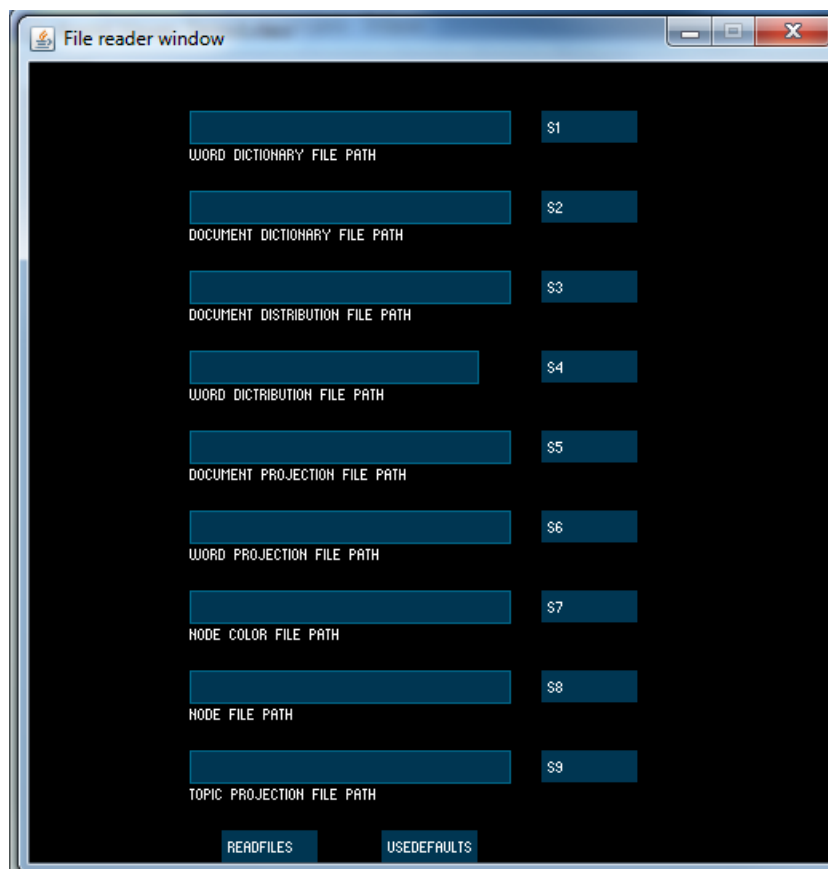 File reader window
S1
WORD DICTIONARY FILE PATH
S2
DOCUMENT DICTIONARY FILE PATH
S3
DOCUMENT DISTRIBUTION FILE PATH
S4
WORD DICTRIBUTION FILE PATH
S5
DOCUMENT PROJECTION FILE PATH
S6
WORD PROJECTION FILE PATH
S7
NODE COLOR FILE PATH
S8
NODE FILE PATH
S9
TOPIC PROJECTION FILE PATH
READFILES USEDEFAULTS